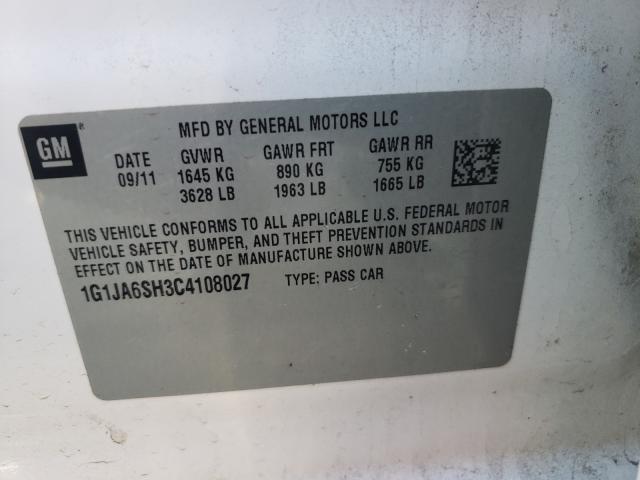 GM®
MFD BY GENERAL MOTORS LLC
DATE GVWR GAWR FRT GAWR RR
09/11 1645 KG 890 KG 755 KG
3628 LB 1963 LB 1665 LB
THIS VEHICLE CONFORMS TO ALL APPLICABLE U.S. FEDERAL MOTOR
VEHICLE SAFETY, BUMPER, AND THEFT PREVENTION STANDARDS IN
EFFECT ON THE DATE OF MANUFACTURE SHOWN ABOVE.
1G1JA6SH3C4108027 TYPE: PASS CAR